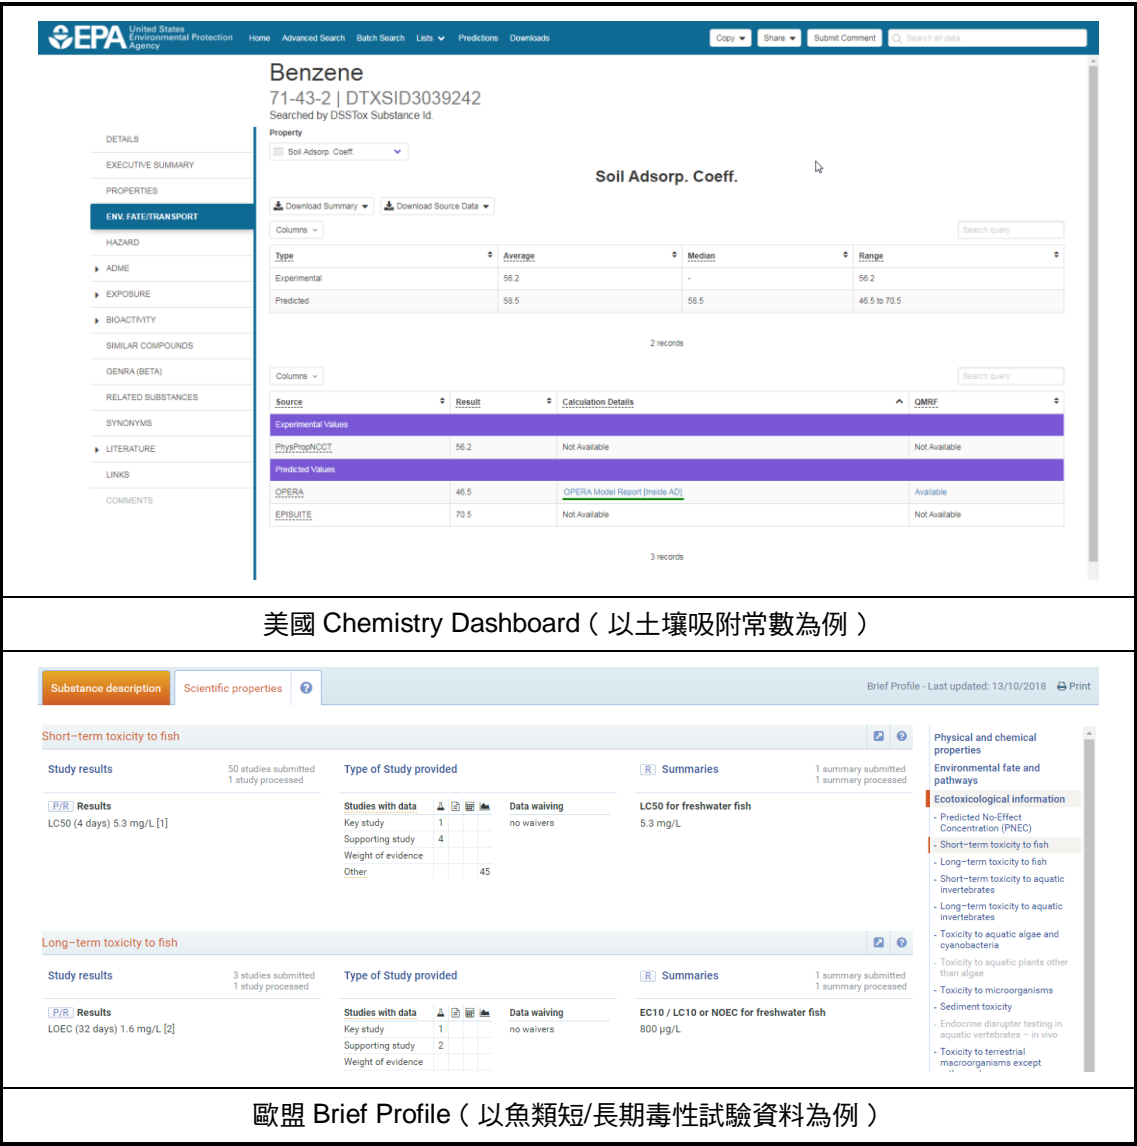 EPA United States Environmental Protection Agency
Home Advanced Search Batch Search Lists Predictions Downloads Copy Share Submit Comment Search all data
Benzene
71-43-2 | DTXSID3039242
Searched by DSSTox Substance Id.
DETAILS
EXECUTIVE SUMMARY
PROPERTIES
ENV. FATE/TRANSPORT
HAZARD
ADME
EXPOSURE
BIOACTIVITY
SIMILAR COMPOUNDS
GENRA (BETA)
RELATED SUBSTANCES
SYNONYMS
LITERATURE
LINKS
COMMENTS
Property
Soil Adsorp. Coeff.
Soil Adsorp. Coeff.
Download Summary Download Source Data
Columns Search query
Type Average Median Range
Experimental 56.2 - 56.2
Predicted 58.5 58.5 46.5 to 70.5
2 records
Columns Search query
Source Result Calculation Details QMRF
Experimental Values
PhysPropNCCT 56.2 Not Available Not Available
Predicted Values
OPERA 46.5 OPERA Model Report [Inside AD] Available
EPISUITE 70.5 Not Available Not Available
3 records
美國 Chemistry Dashboard（以土壤吸附常數為例）
Substance description Scientific properties ? Brief Profile - Last updated: 13/10/2018 Print
Short-term toxicity to fish ?
Study results 50 studies submitted
1 study processed
Type of Study provided
R Summaries 1 summary submitted
1 summary processed
P/R Results
LC50 (4 days) 5.3 mg/L [1]
Studies with data Data waiving
Key study 1 no waivers
Supporting study 4
Weight of evidence
Other 45
LC50 for freshwater fish
5.3 mg/L
Long-term toxicity to fish ?
Study results 3 studies submitted
1 study processed
Type of Study provided
R Summaries 1 summary submitted
1 summary processed
P/R Results
LOEC (32 days) 1.6 mg/L [2]
Studies with data Data waiving
Key study 1 no waivers
Supporting study 2
Weight of evidence
EC10 / LC10 or NOEC for freshwater fish
800 µg/L
Physical and chemical
properties
Environmental fate and
pathways
Ecotoxicological information
- Predicted No-Effect
Concentration (PNEC)
- Short-term toxicity to fish
- Long-term toxicity to fish
- Short-term toxicity to aquatic
invertebrates
- Long-term toxicity to aquatic
invertebrates
- Toxicity to aquatic algae and
cyanobacteria
- Toxicity to aquatic plants other
than algae
- Toxicity to microorganisms
- Sediment toxicity
- Endocrine disrupter testing in
aquatic vertebrates – in vivo
- Toxicity to terrestrial
macroorganisms except
歐盟 Brief Profile（以魚類短/長期毒性試驗資料為例）